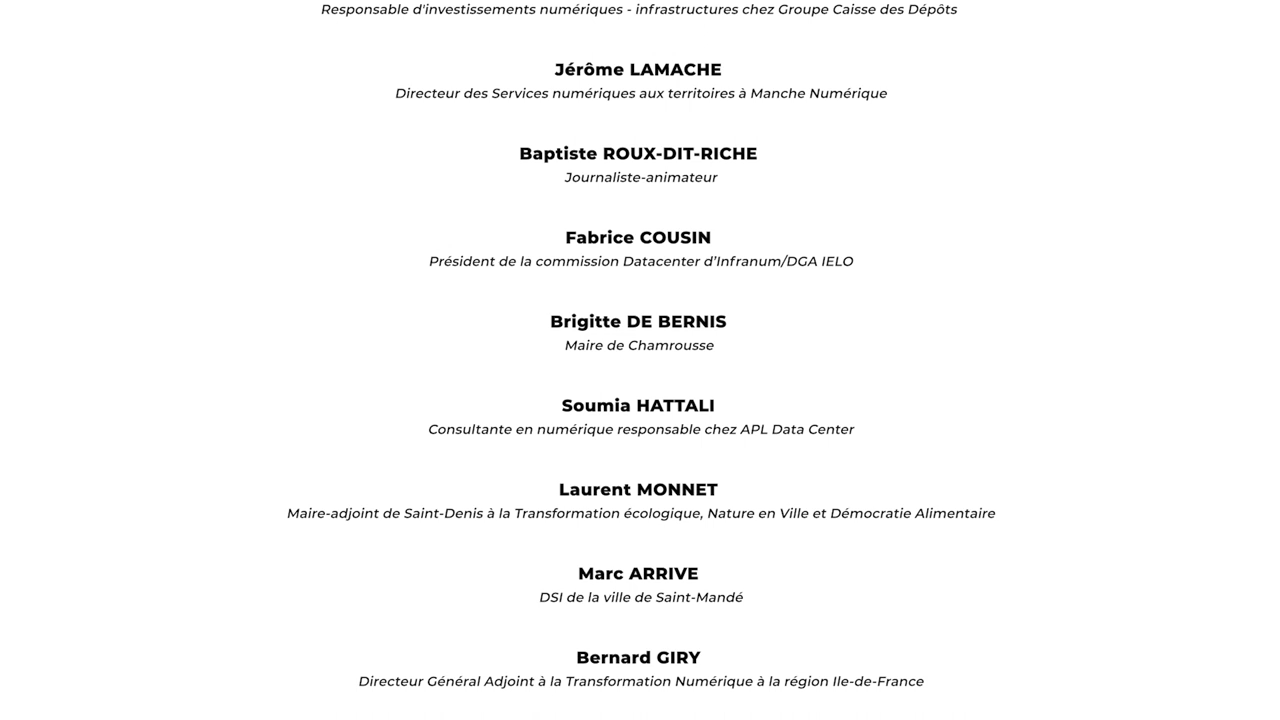 Responsable d'investissements numériques - infrastructures chez Groupe Caisse des Dépôts
Jérôme LAMACHE
Directeur des Services numériques aux territoires à Manche Numérique
Baptiste ROUX-DIT-RICHE
Journaliste-animateur
Fabrice COUSIN
Président de la commission Datacenter d’Infranum/DGA IELO
Brigitte DE BERNIS
Maire de Chamrousse
Soumia HATTALI
Consultante en numérique responsable chez APL Data Center
Laurent MONNET
Maire-adjoint de Saint-Denis à la Transformation écologique, Nature en Ville et Démocratie Alimentaire
Marc ARRIVE
DSI de la ville de Saint-Mandé
Bernard GIRY
Directeur Général Adjoint à la Transformation Numérique à la région Ile-de-France